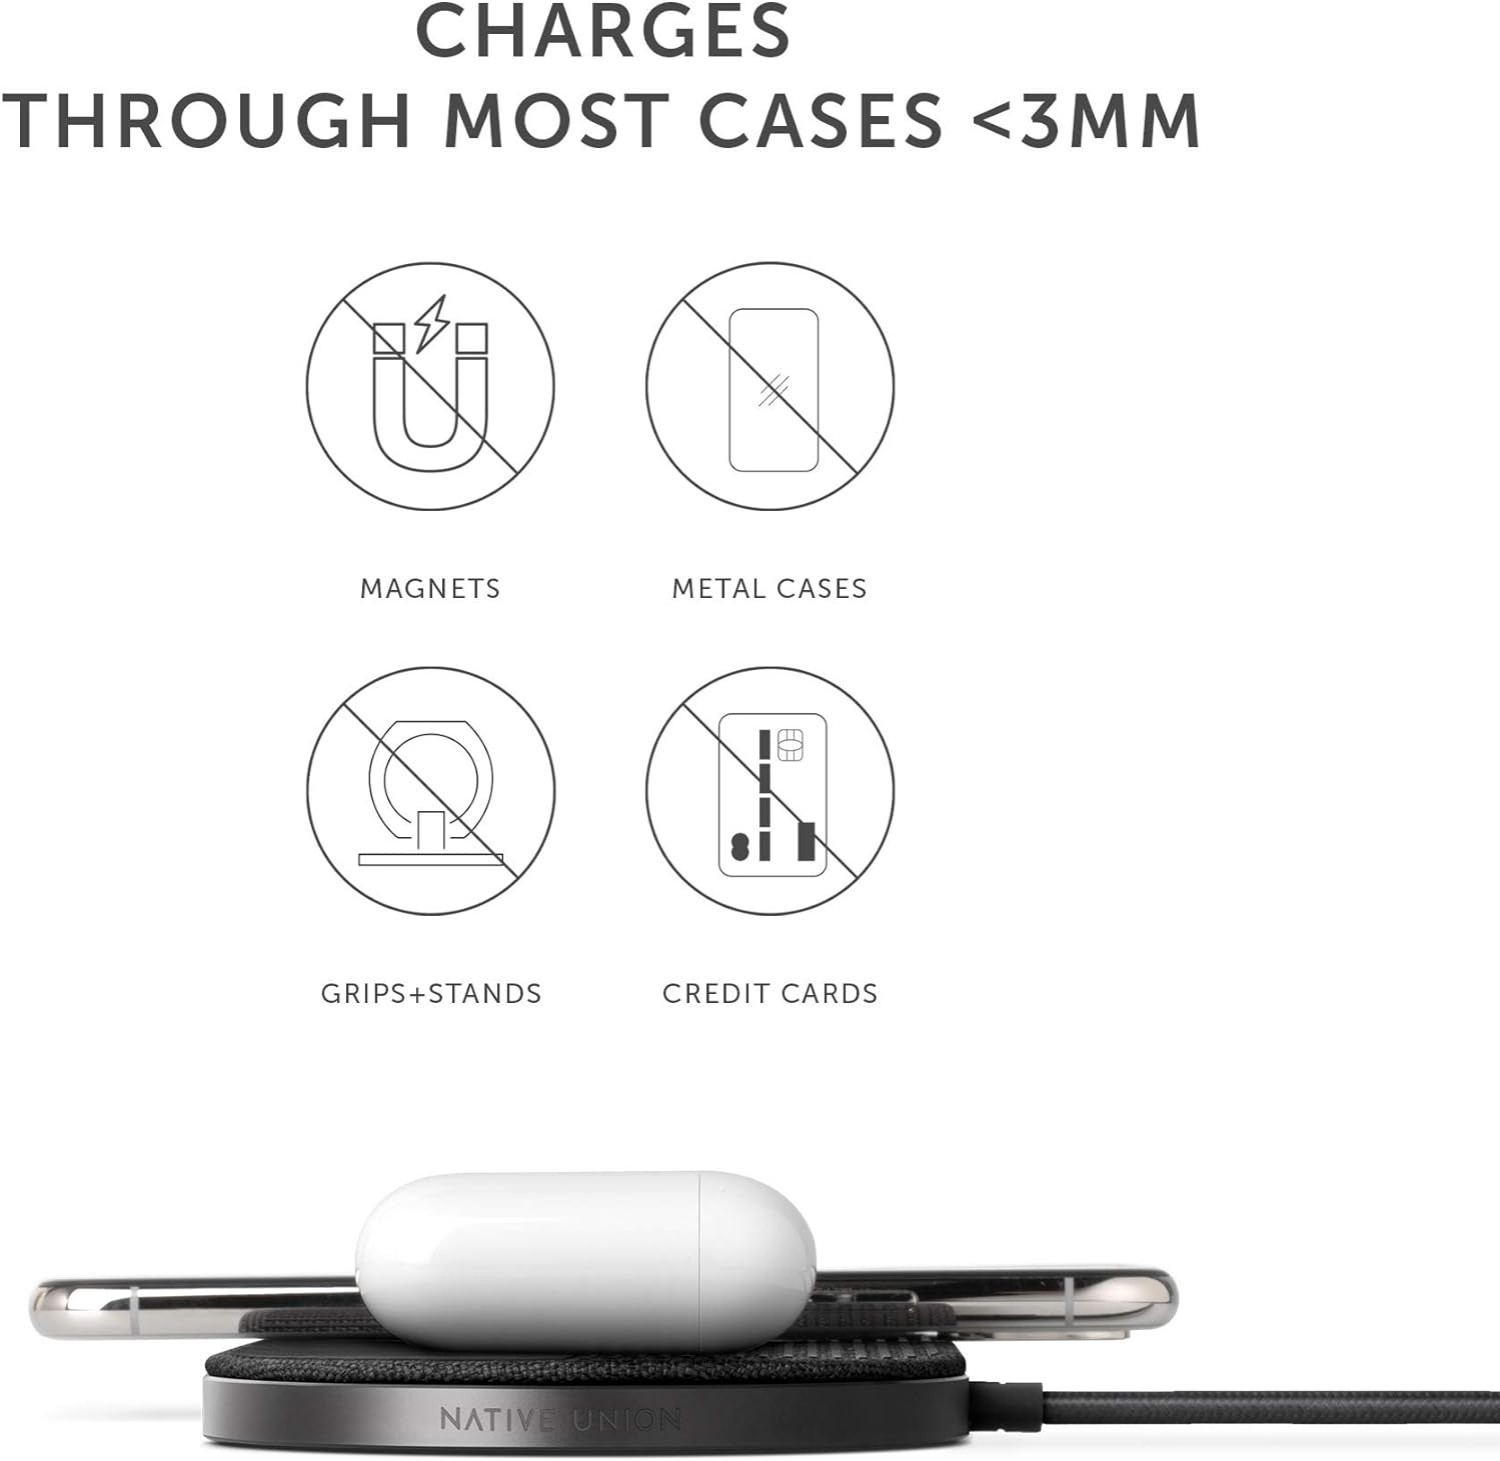 CHARGES
THROUGH MOST CASES <3MM
MAGNETS
METAL CASES
GRIPS+STANDS
CREDIT CARDS
NATIVE UNION